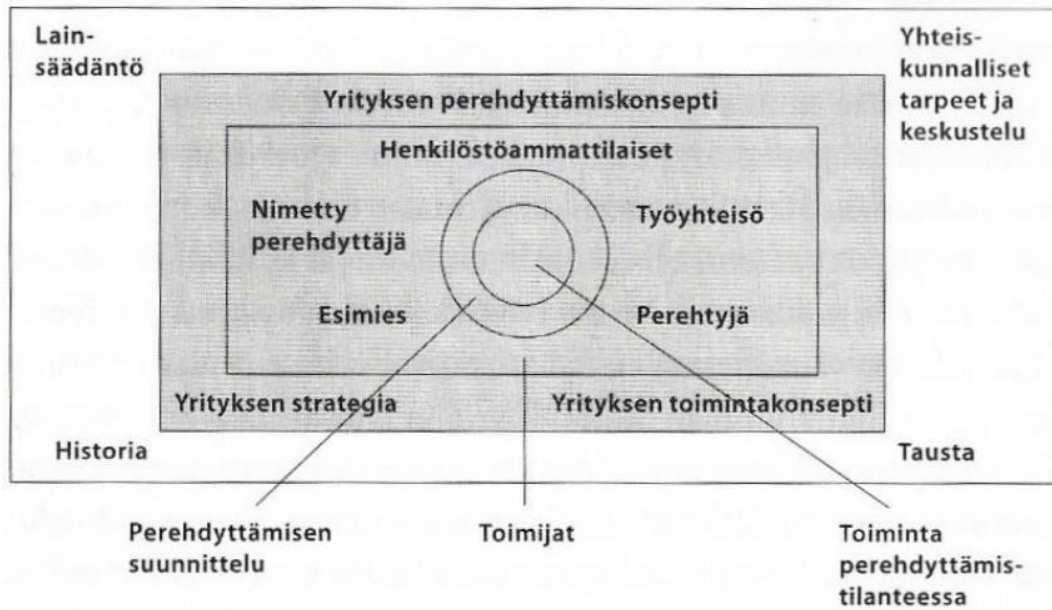 Lain-
säädäntö
Yhteis-
kunnalliset
tarpeet ja
keskustelu
Yrityksen perehdyttämiskonsepti
Henkilöstöammattilaiset
Nimetty
perehdyttäjä
Työyhteisö
Esimies
Perehtyjä
Yrityksen strategia
Yrityksen toimintakonsepti
Historia
Tausta
Perehdyttämisen
suunnittelu
Toimijat
Toiminta
perehdyttämis-
tilanteessa